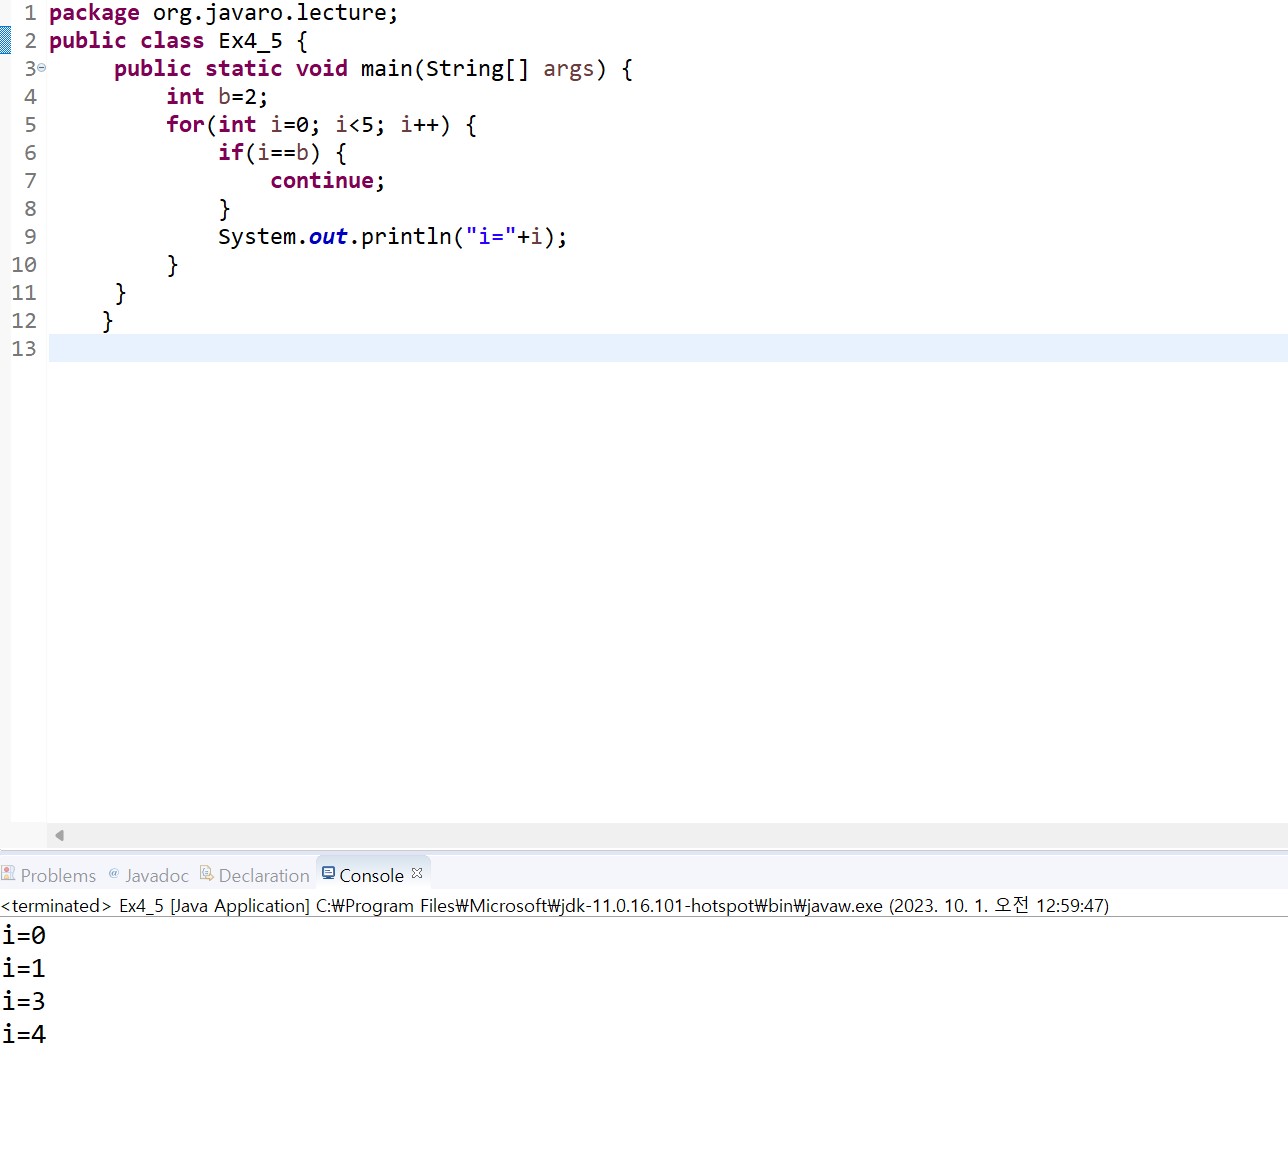 1 package org.javaro.lecture;
2 public class Ex4_5 {
3 public static void main(String[] args) {
4 int b=2;
5 for(int i=0; i<5; i++) {
6 if(i==b) {
7 continue;
8 }
9 System.out.println("i="+i);
10 }
11 }
12 }
13
Problems @ Javadoc Declaration Console
<terminated> Ex4_5 [Java Application] C:₩Program Files₩Microsoft₩jdk-11.0.16.101-hotspot₩bin₩javaw.exe (2023. 10. 1. 오전 12:59:47)
i=0
i=1
i=3
i=4